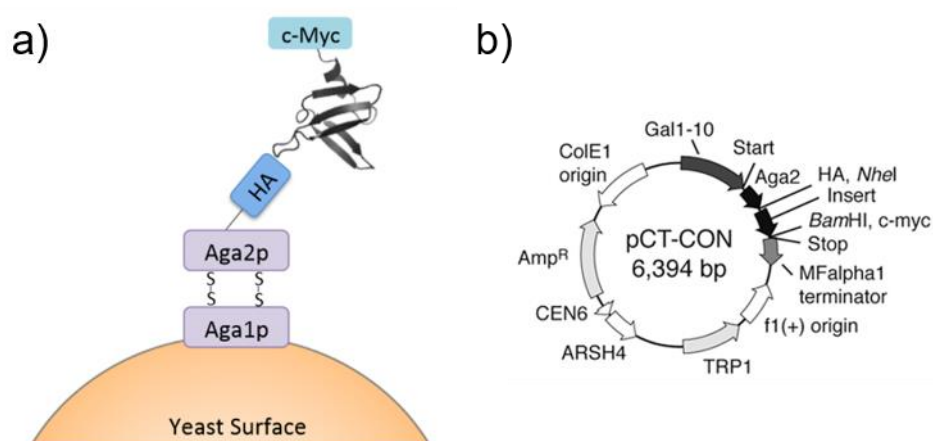 a)
c-Myc
HA
Aga2p
S S
S S
Aga1p
Yeast Surface
b)
Gal1-10
Start
Aga2
HA, NheI
Insert
BamHI, c-myc
Stop
MFalpha1
terminator
f1(+) origin
TRP1
ARSH4
CEN6
AmpR
ColE1
origin
pCT-CON
6,394 bp